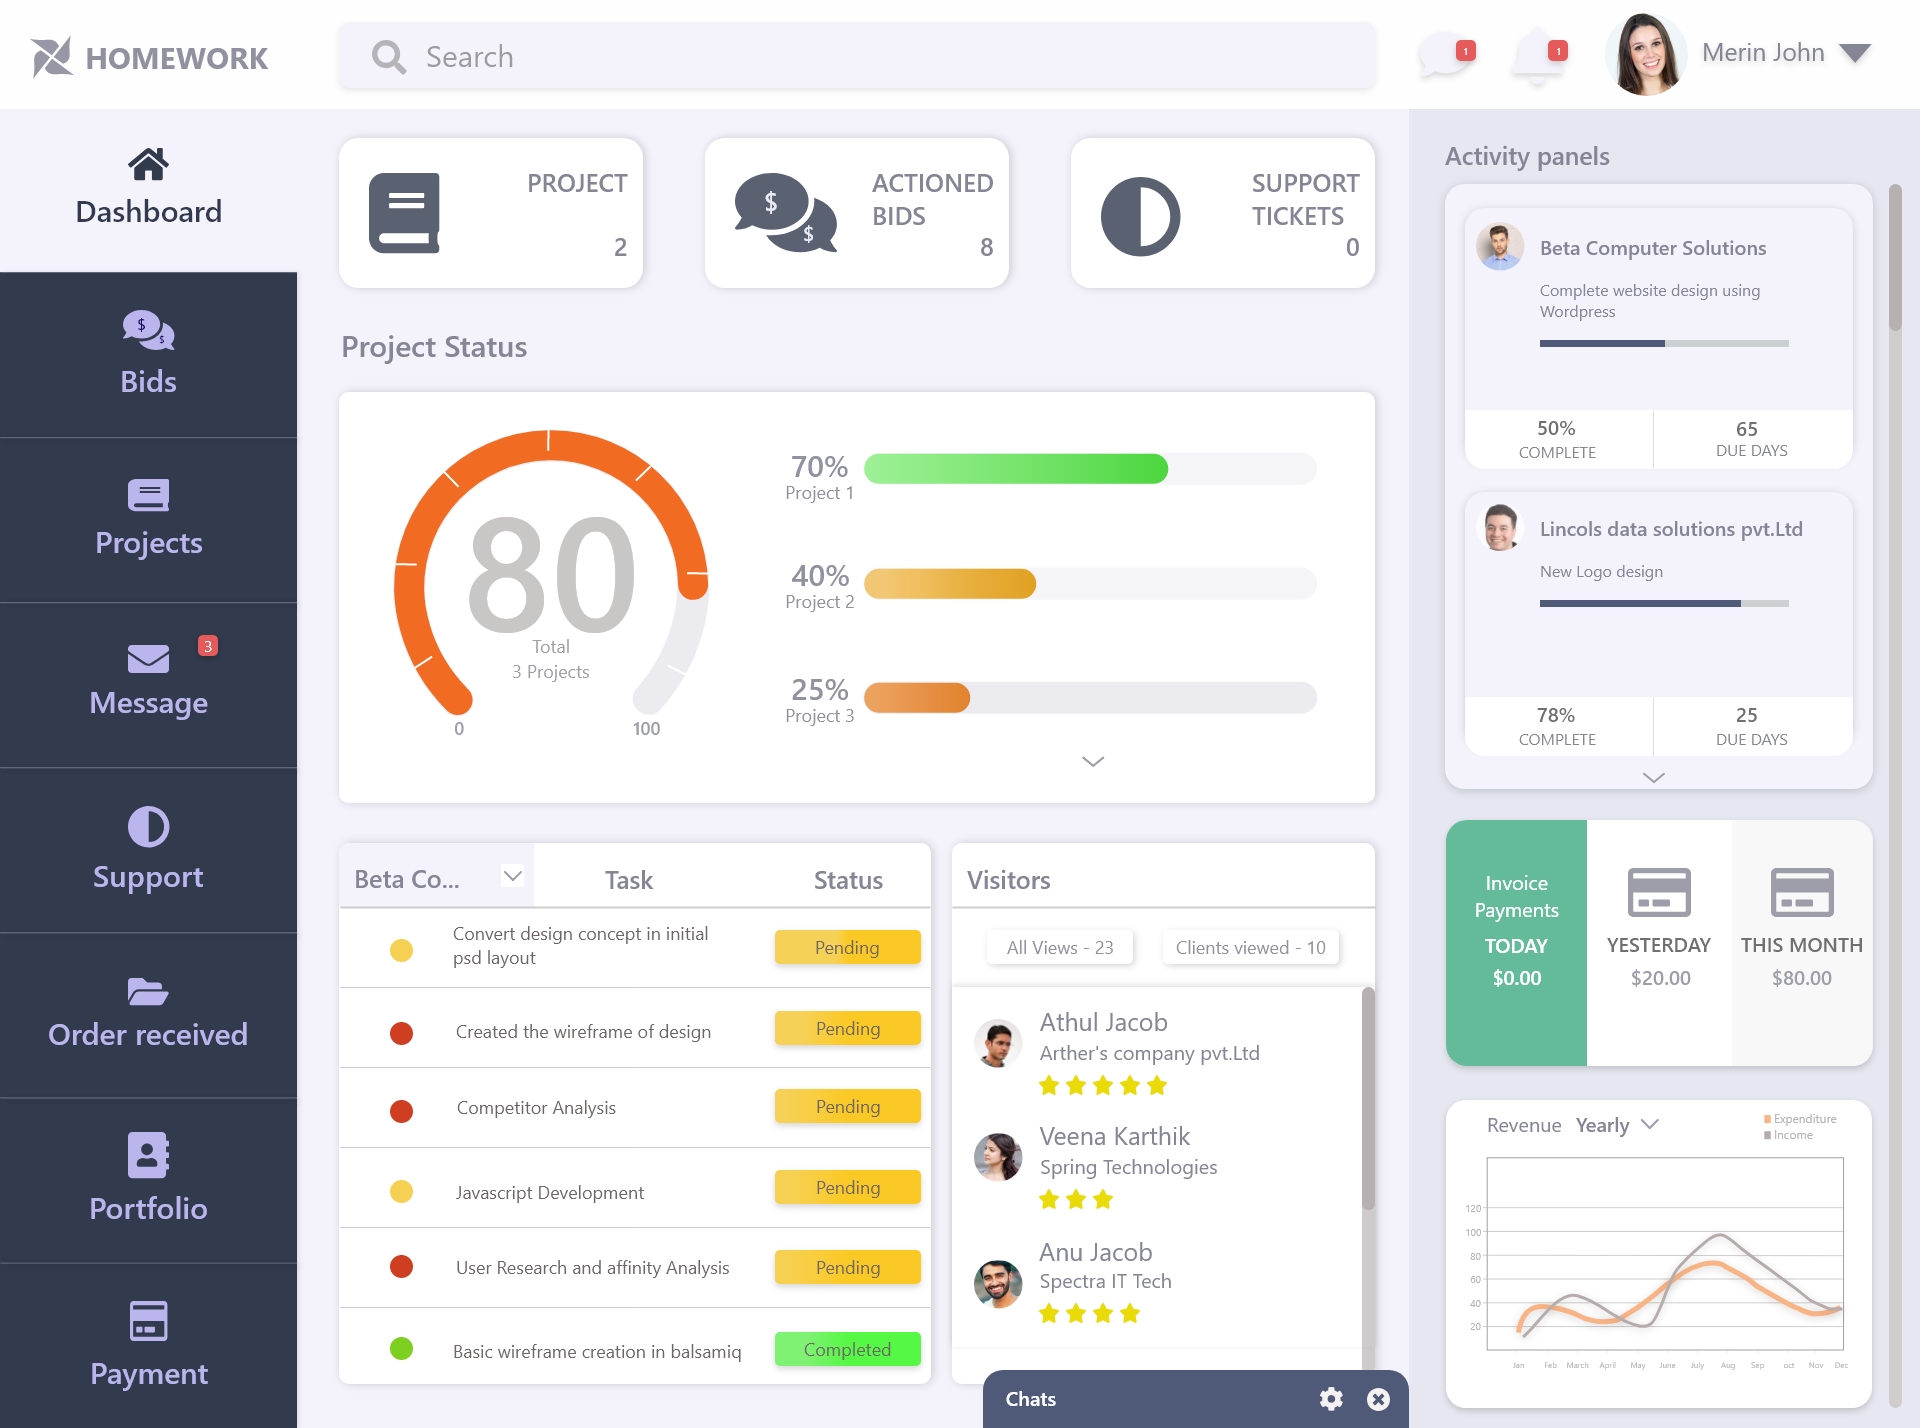 HOMEWORK
Search
1
1
Merin John
Dashboard
$
$
Bids
Projects
3
Message
Support
Order received
Portfolio
Payment
PROJECT
2
$
$
ACTIONED
BIDS
8
SUPPORT
TICKETS
0
Project Status
80
Total
3 Projects
0
100
70%
Project 1
40%
Project 2
25%
Project 3
Beta Co...
Task
Status
Convert design concept in initial
psd layout
Pending
Created the wireframe of design
Pending
Competitor Analysis
Pending
Javascript Development
Pending
User Research and affinity Analysis
Pending
Basic wireframe creation in balsamiq
Completed
Visitors
All Views - 23
Clients viewed - 10
Athul Jacob
Arther's company pvt.Ltd
Veena Karthik
Spring Technologies
Anu Jacob
Spectra IT Tech
Chats
Activity panels
Beta Computer Solutions
Complete website design using
Wordpress
50%
COMPLETE
65
DUE DAYS
Lincols data solutions pvt.Ltd
New Logo design
78%
COMPLETE
25
DUE DAYS
Invoice
Payments
TODAY
$0.00
YESTERDAY
$20.00
THIS MONTH
$80.00
Revenue Yearly
Expenditure
Income
120
100
80
60
40
20
Jan Feb March April May June July Aug Sep oct Nov Dec